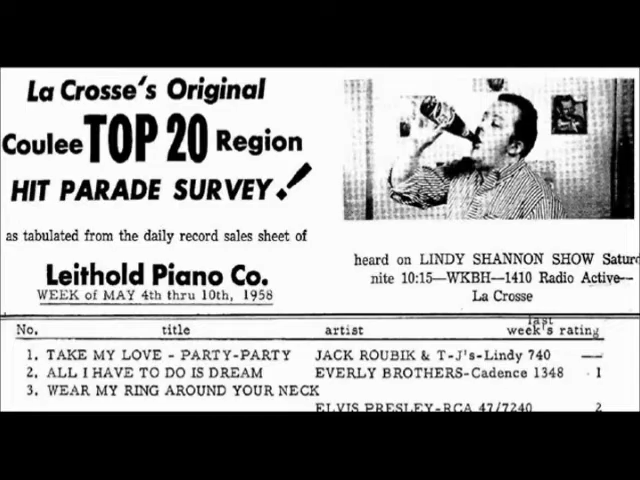 La Crosse's Original
Coulee TOP 20 Region
HIT PARADE SURVEY!
as tabulated from the daily record sales sheet of
Leithold Piano Co.
WEEK of MAY 4th thru 10th, 1958
heard on LINDY SHANNON SHOW Satur
nite 10:15—WKBH—1410 Radio Active--
La Crosse
No. title artist last week's rating
1. TAKE MY LOVE - PARTY-PARTY JACK ROUBIK & T-J's-Lindy 740 —
2. ALL I HAVE TO DO IS DREAM EVERLY BROTHERS-Cadence 1348 1
3. WEAR MY RING AROUND YOUR NECK
ELVIS PRESLEY-RCA 47/7240 2